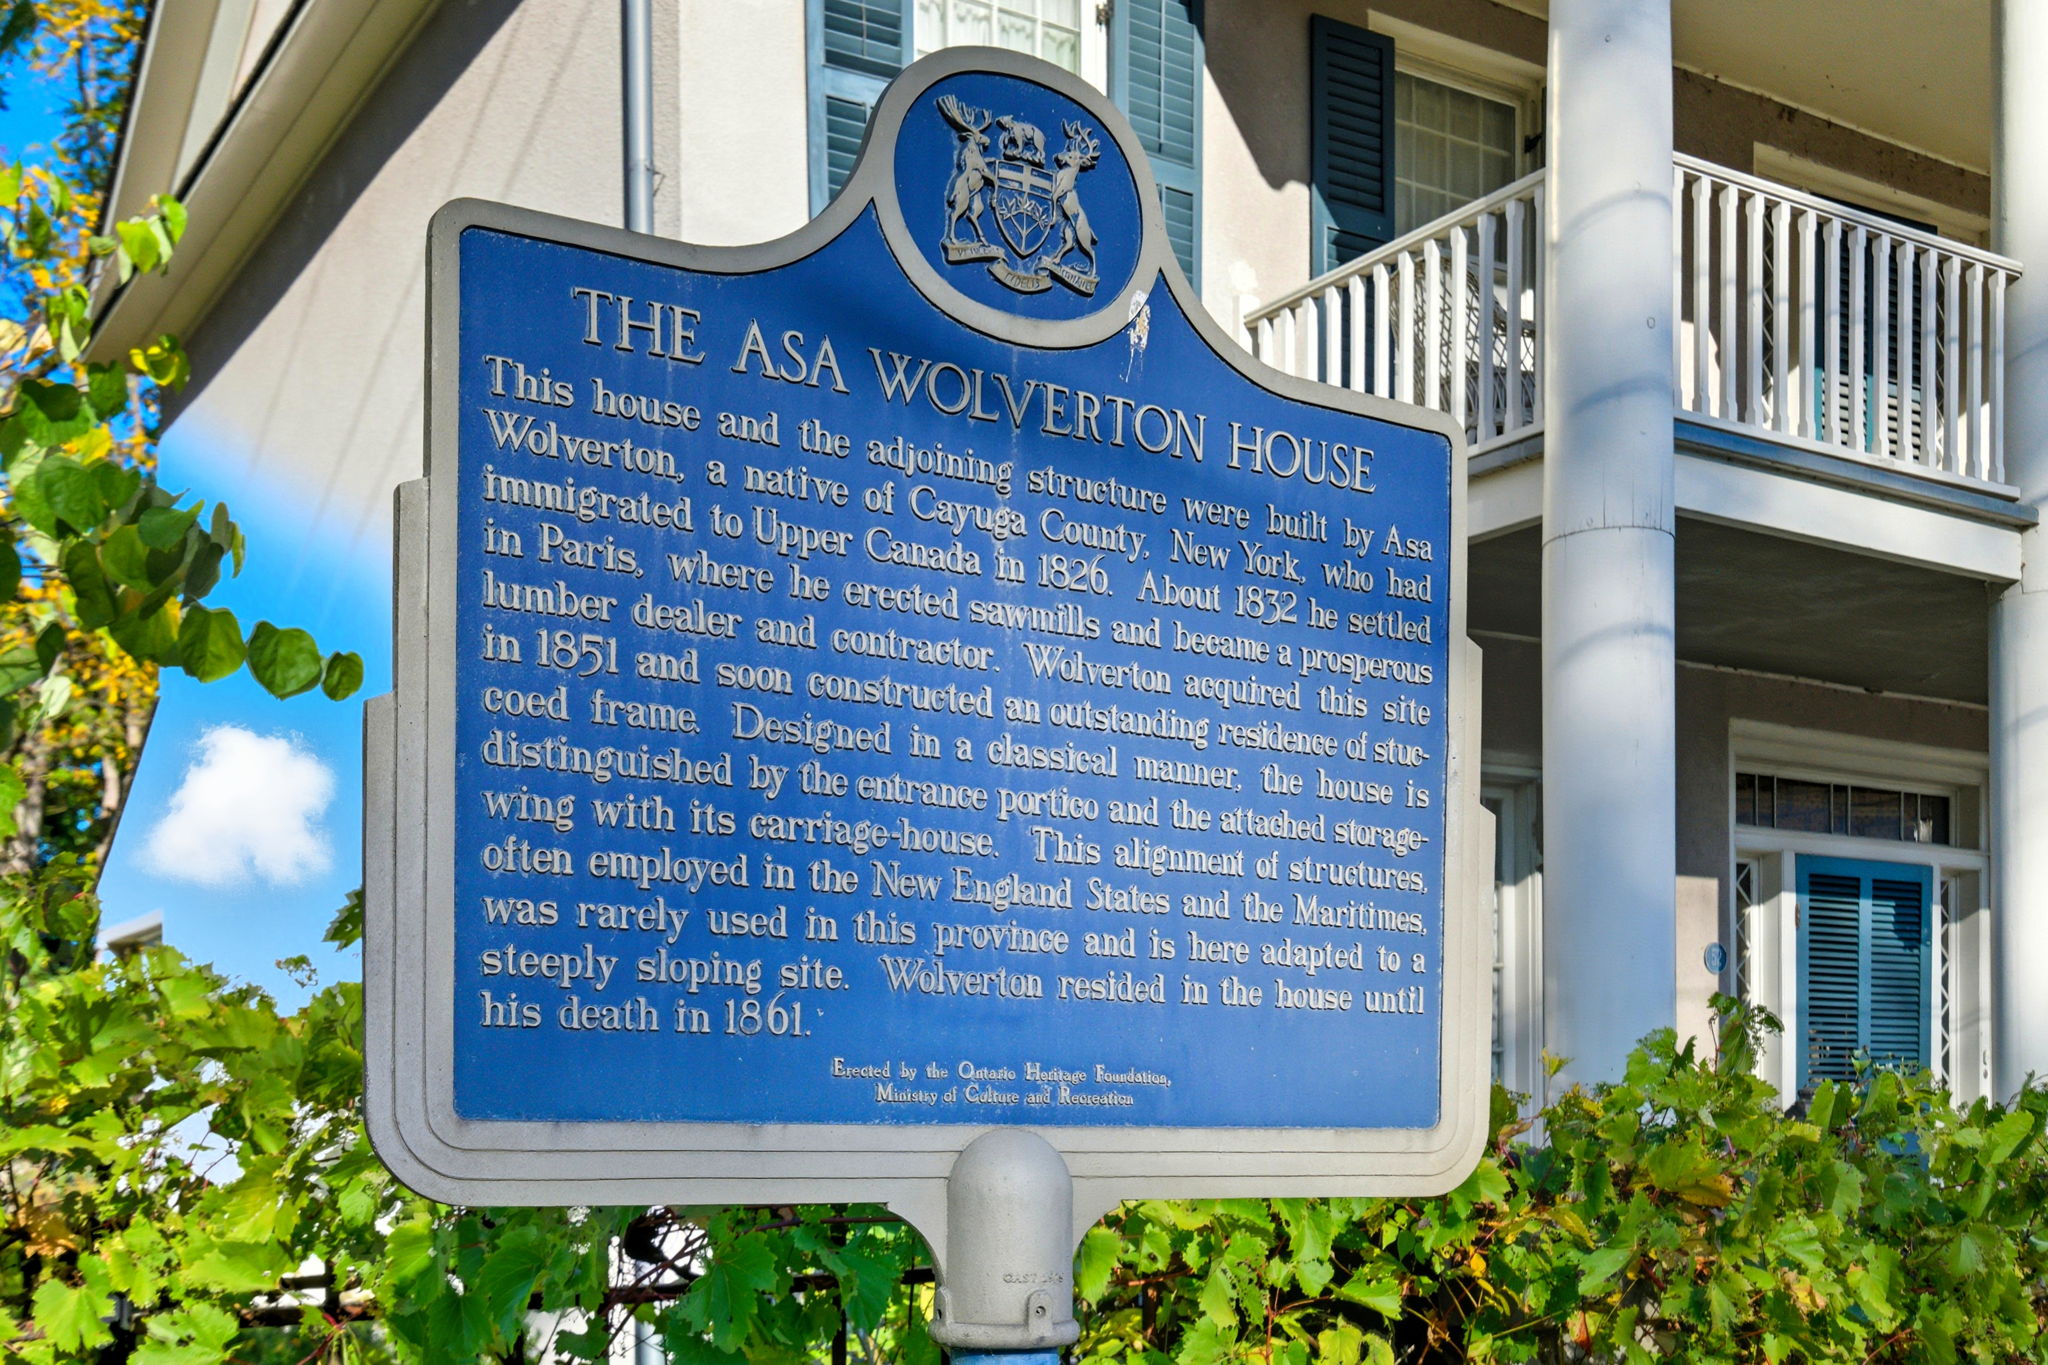 FIDELIS
THE ASA WOLVERTON HOUSE
This house and the adjoining structure were built by Asa
Wolverton, a native of Cayuga County, New York, who had
immigrated to Upper Canada in 1826. About 1832 he settled
in Paris, where he erected sawmills and became a prosperous
lumber dealer and contractor. Wolverton acquired this site
in 1851 and soon constructed an outstanding residence of stuc-
coed frame. Designed in a classical manner, the house is
distinguished by the entrance portico and the attached storage-
wing with its carriage-house. This alignment of structures,
often employed in the New England States and the Maritimes,
was rarely used in this province and is here adapted to a
steeply sloping site. Wolverton resided in the house until
his death in 1861.
Erected by the Ontario Heritage Foundation,
Ministry of Culture and Recreation
CAST